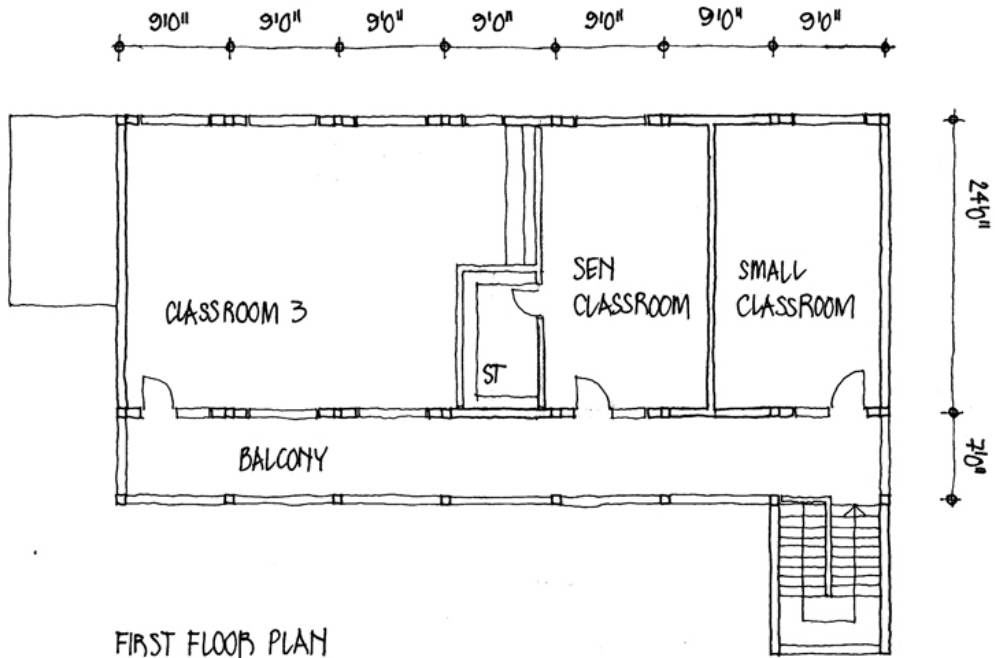 9'0" 9'0" 9'0" 9'0" 9'0" 9'0" 9'0"
24'0"
SEN
CLASSROOM
SMALL
CLASSROOM
CLASSROOM 3
ST
BALCONY
7'0"
FIRST FLOOR PLAN